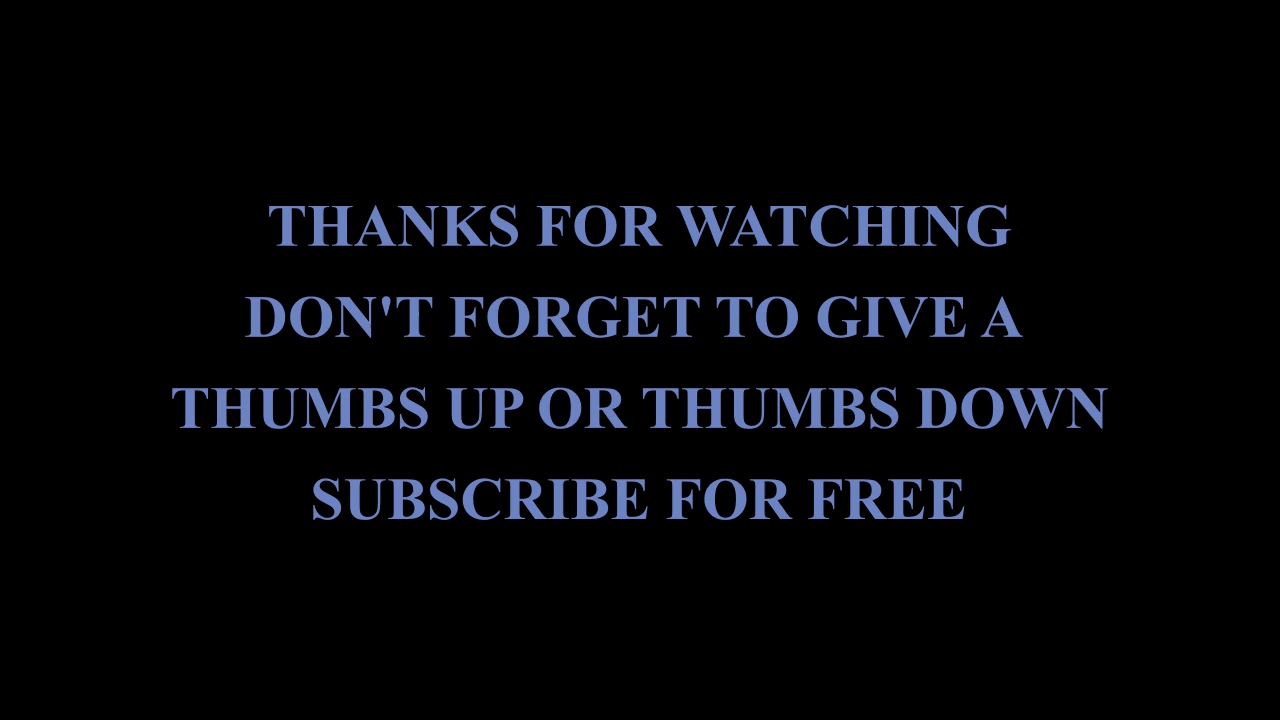 THANKS FOR WATCHING
DON'T FORGET TO GIVE A
THUMBS UP OR THUMBS DOWN
SUBSCRIBE FOR FREE